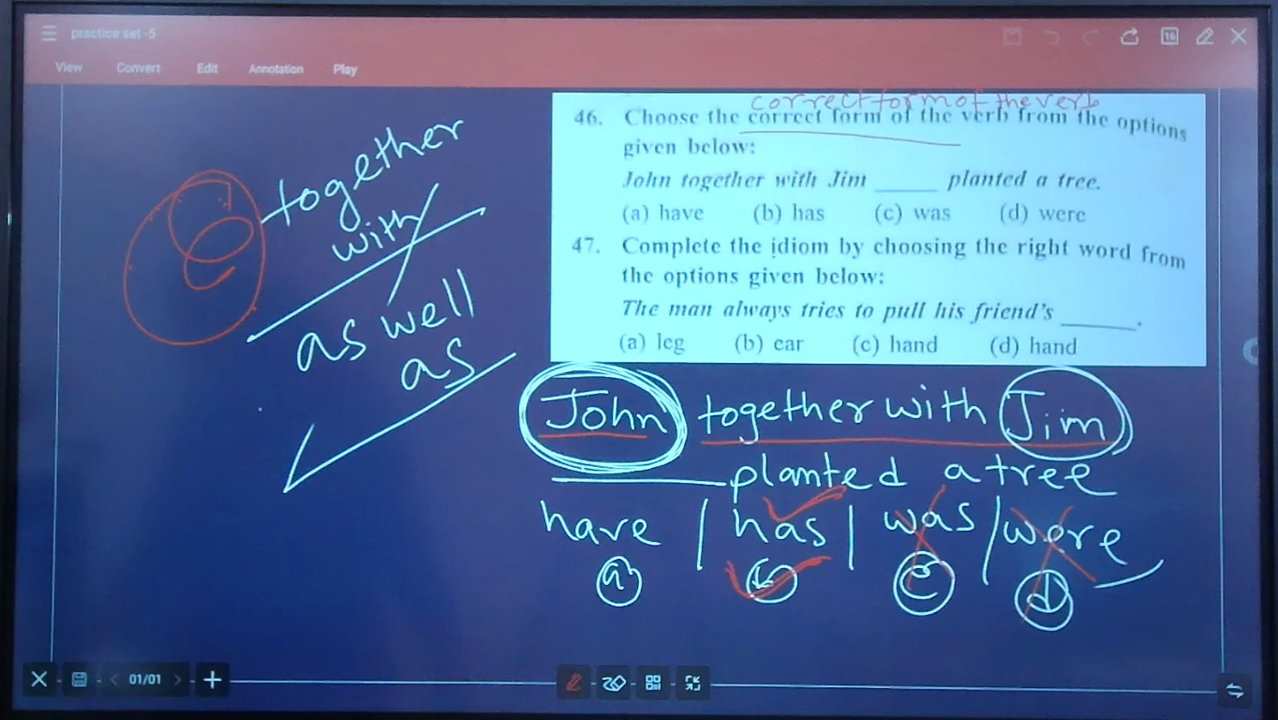 practice set -5
View Convert Edit Annotation Play
correct form of the verb
46. Choose the correct form of the verb from the options
given below:
John together with Jim ______ planted a tree.
(a) have (b) has (c) was (d) were
47. Complete the idiom by choosing the right word from
the options given below:
The man always tries to pull his friend's _______.
(a) leg (b) ear (c) hand (d) hand
together
with
as well
as
John together with Jim
________ planted a tree
have / has / was / were
(a) (b) (c) (d)
01/01